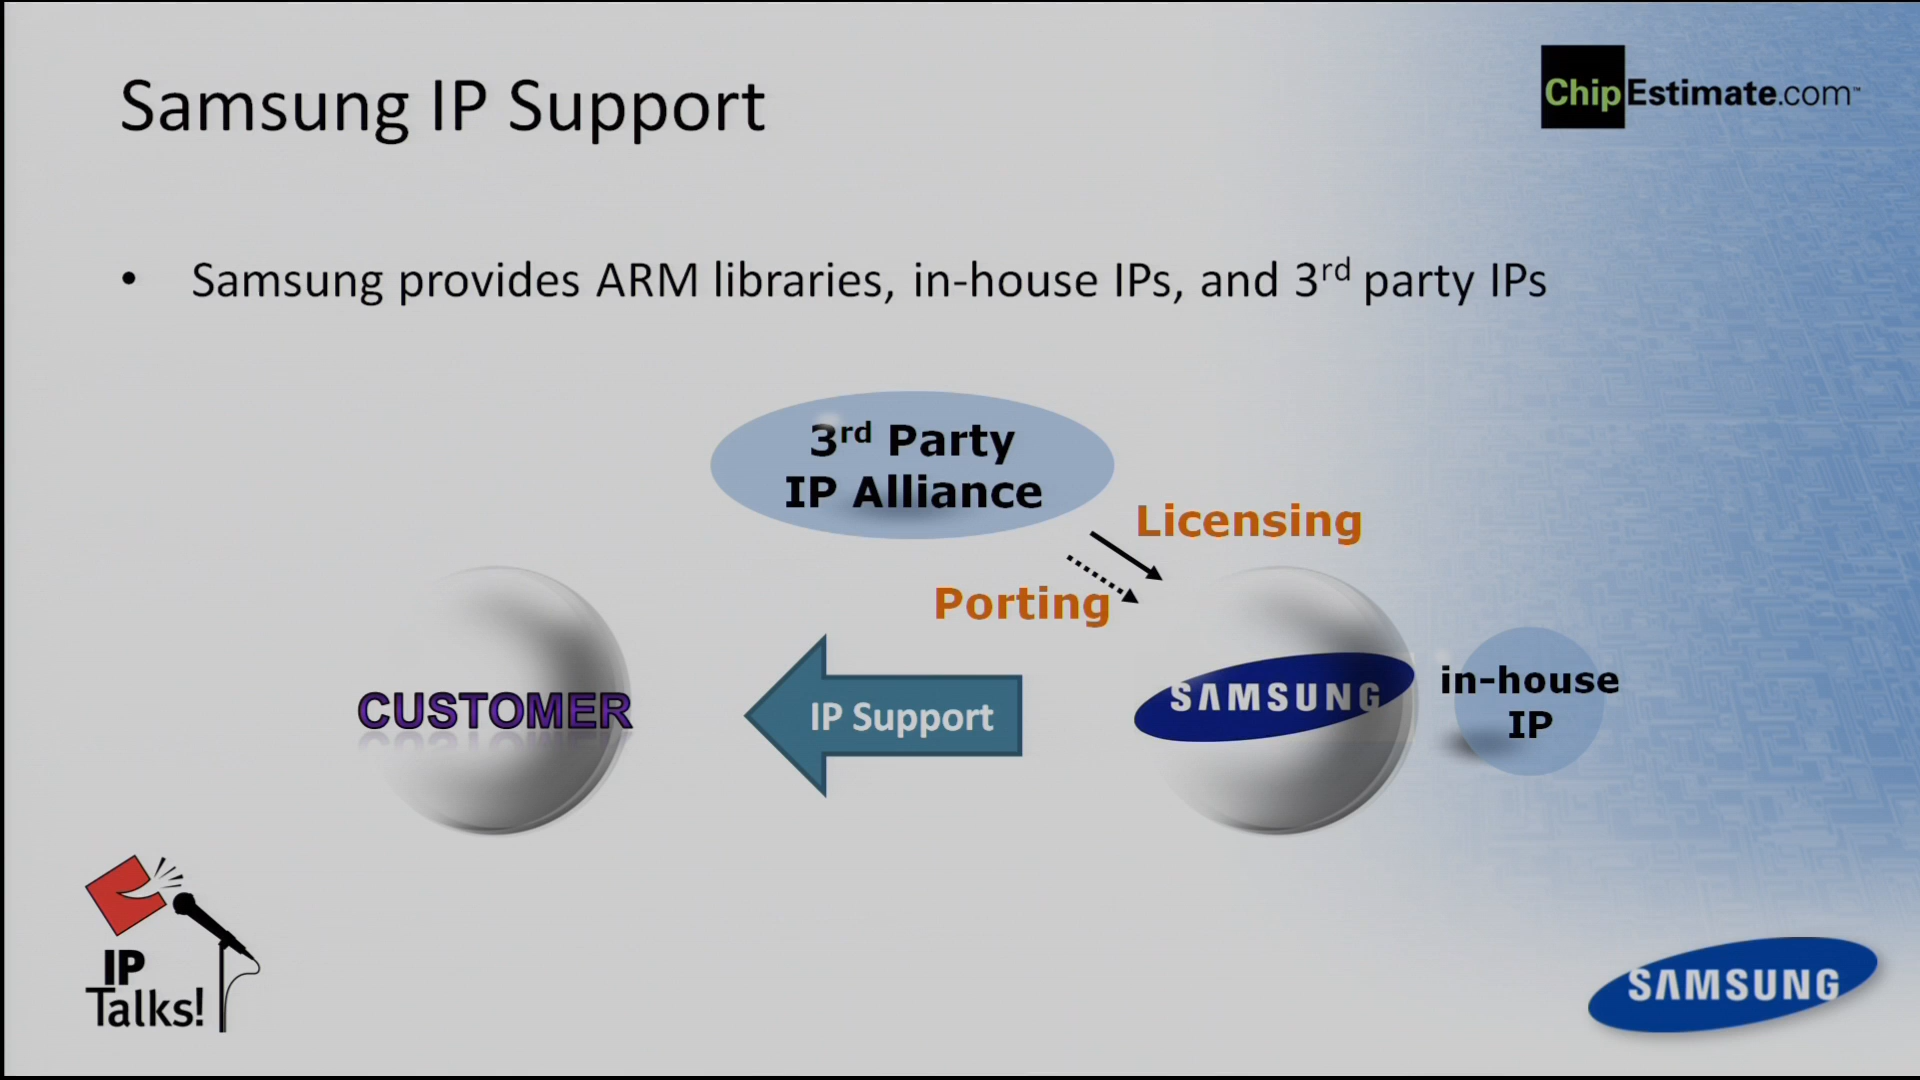 Samsung IP Support
ChipEstimate.com™
• Samsung provides ARM libraries, in-house IPs, and 3rd party IPs
3rd Party
IP Alliance
Licensing
Porting
CUSTOMER
IP Support
SAMSUNG
in-house
IP
IP
Talks!
SAMSUNG